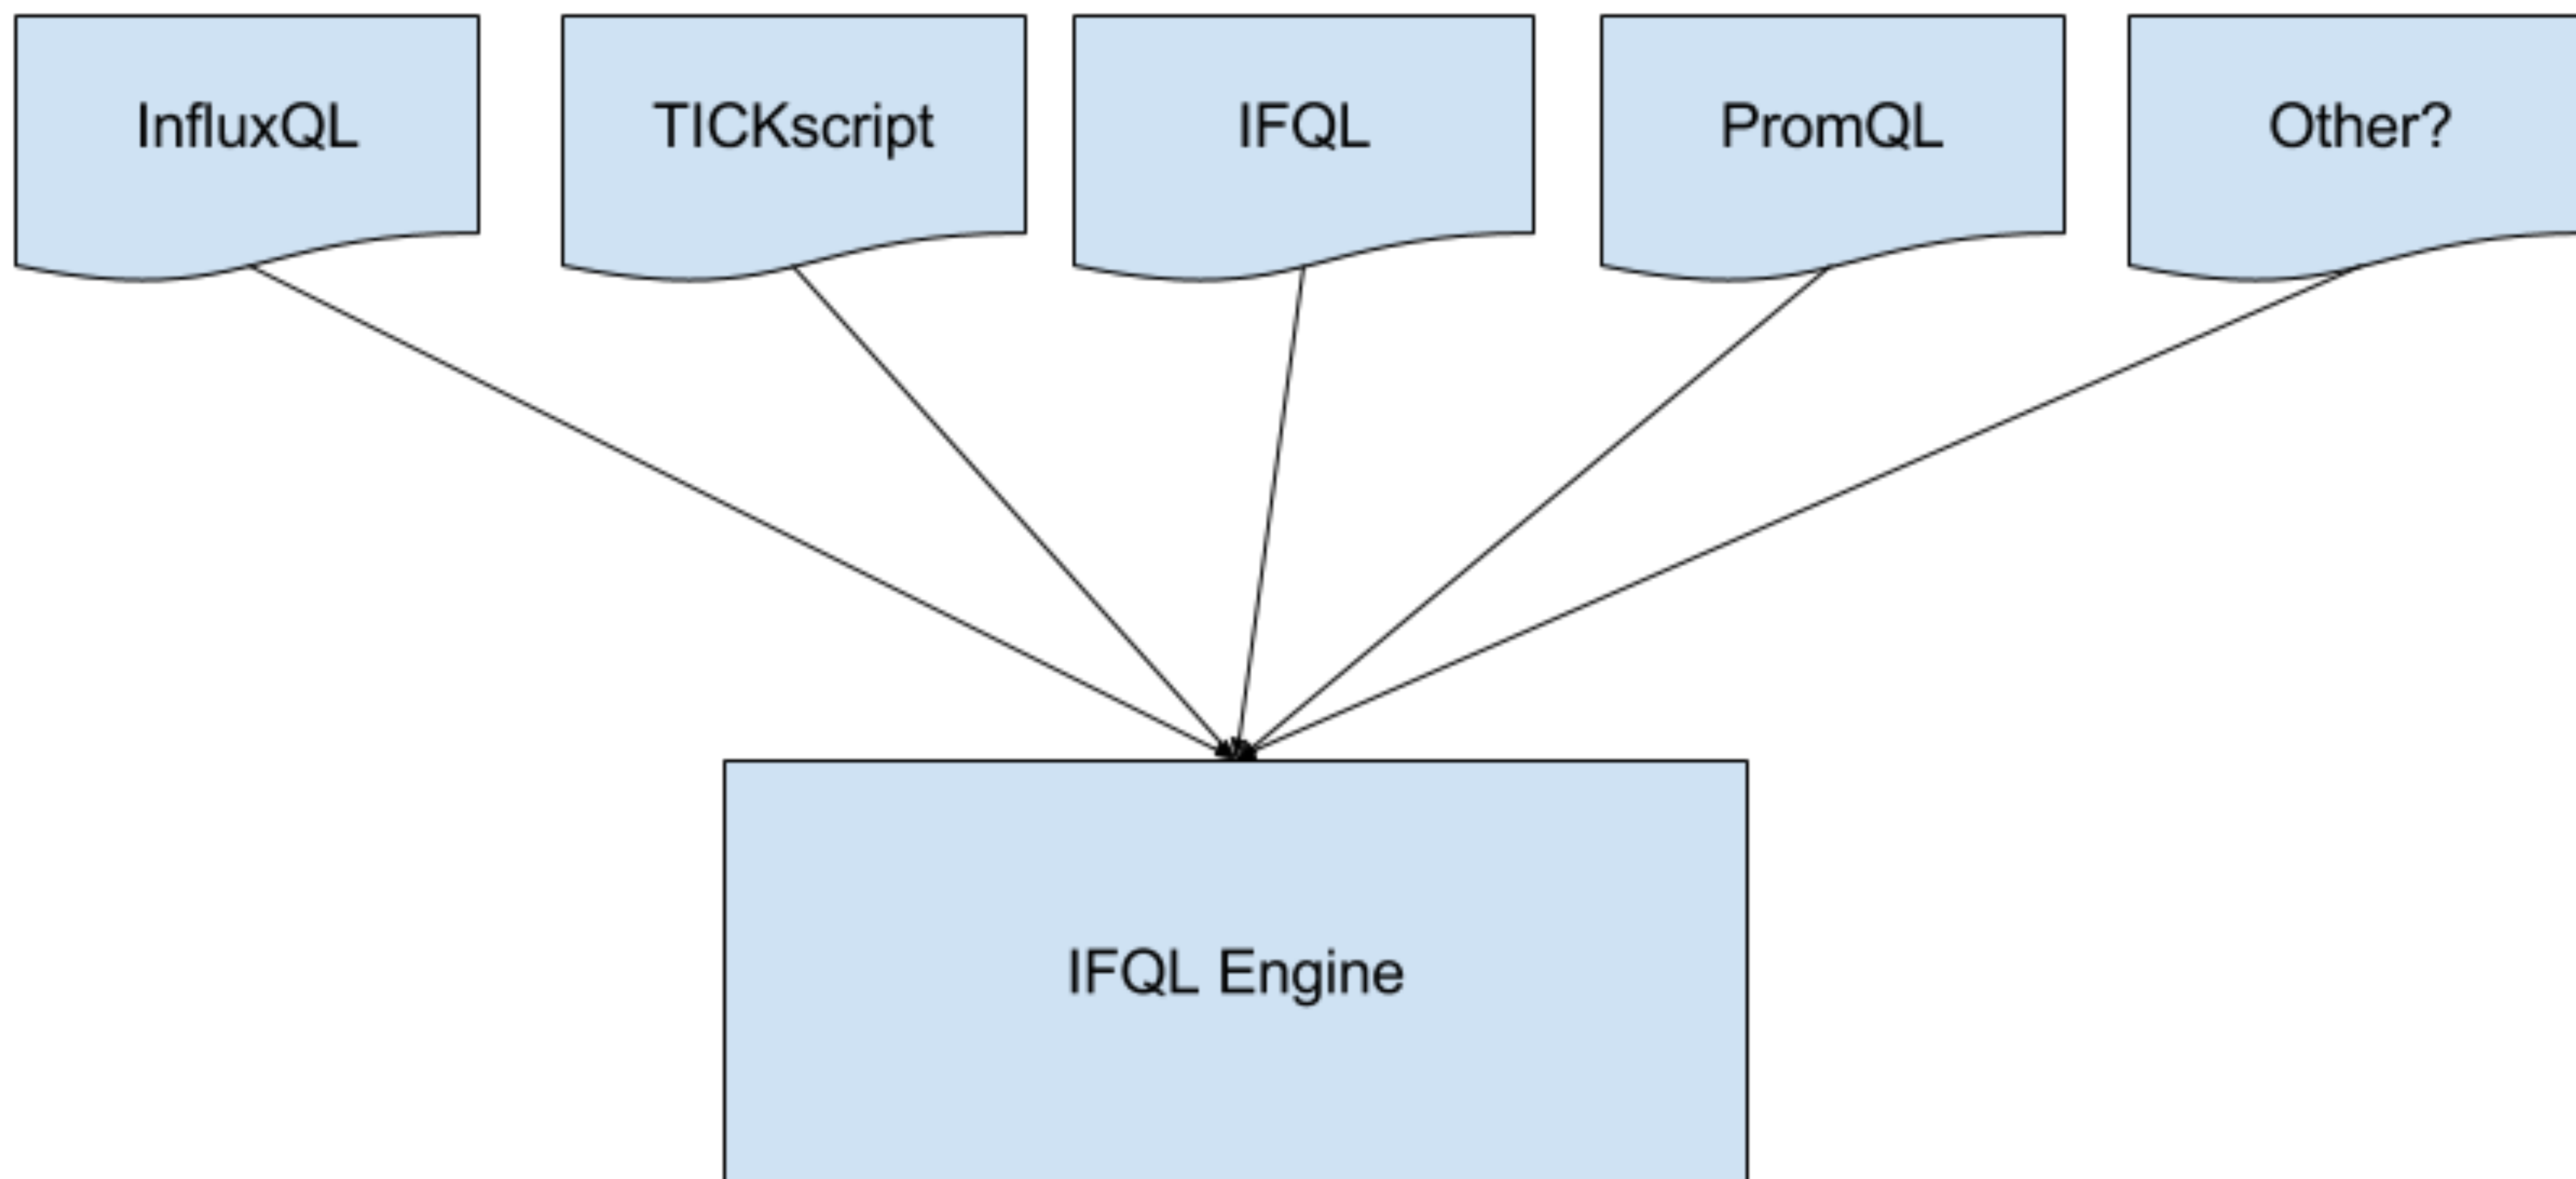 InfluxQL
TICKscript
IFQL
PromQL
Other?
IFQL Engine